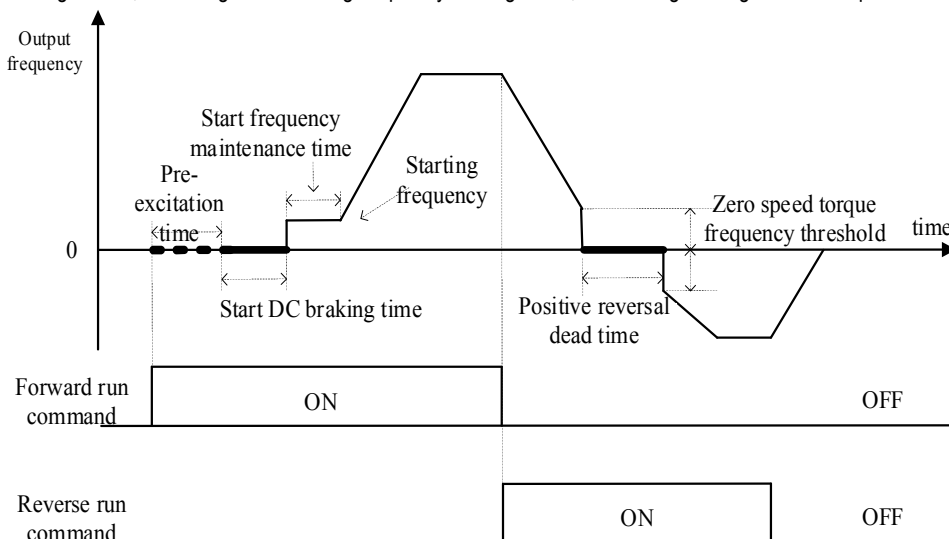 Output
frequency
Start frequency
maintenance time
Pre-
excitation
time
Starting
frequency
Zero speed torque
frequency threshold
time
0
Start DC braking time
Positive reversal
dead time
Forward run
command
ON
OFF
Reverse run
command
ON
OFF